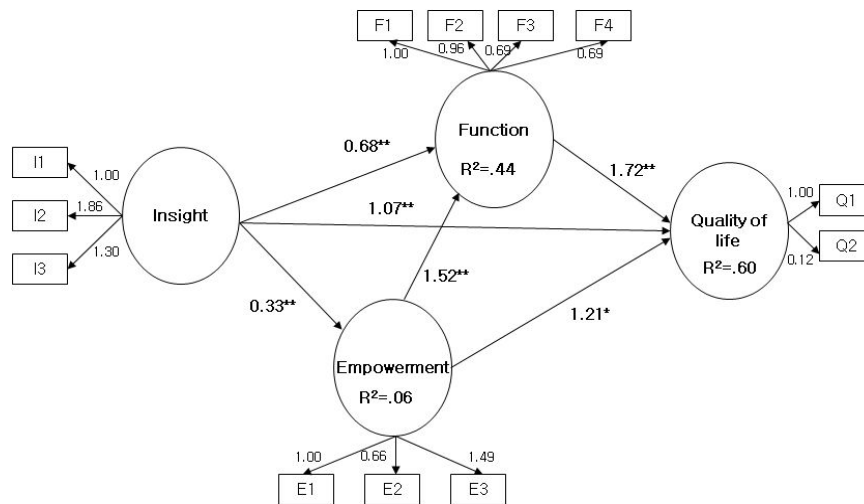 F1
F2
F3
F4
1.00
0.96
0.69
0.69
Function
R²=.44
0.68**
1.72**
I1
I2
I3
1.00
1.86
1.30
Insight
1.07**
Quality of
life
R²=.60
1.00
0.12
Q1
Q2
1.52**
0.33**
1.21*
Empowerment
R²=.06
1.00
0.66
1.49
E1
E2
E3